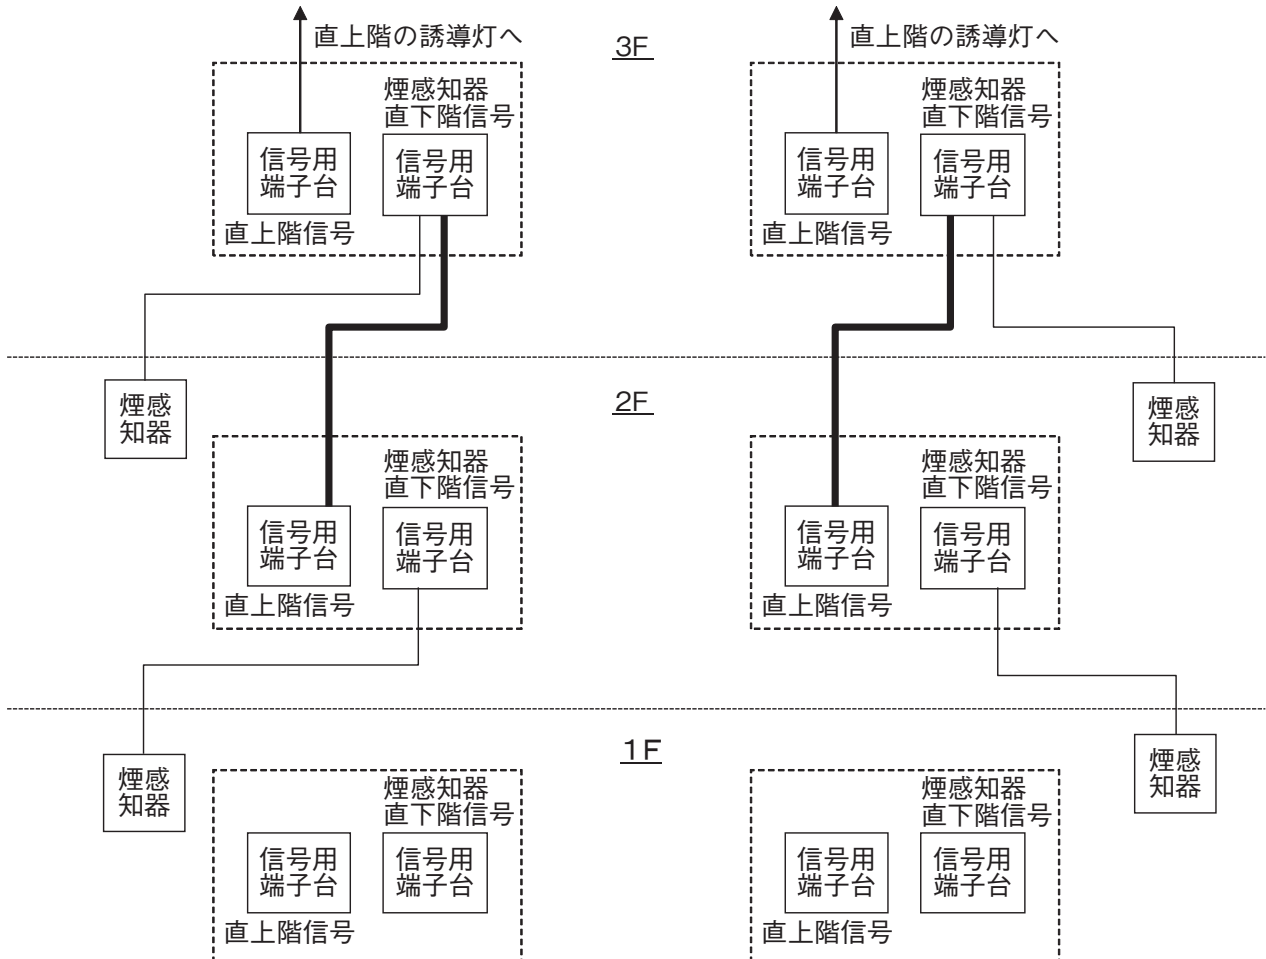 直上階の誘導灯へ
3F
直上階の誘導灯へ
煙感知器
直下階信号
信号用
端子台
信号用
端子台
直上階信号
煙感知器
直下階信号
信号用
端子台
信号用
端子台
直上階信号
煙感
知器
2F
煙感
知器
煙感知器
直下階信号
信号用
端子台
信号用
端子台
直上階信号
煙感知器
直下階信号
信号用
端子台
信号用
端子台
直上階信号
煙感
知器
1F
煙感
知器
煙感知器
直下階信号
信号用
端子台
信号用
端子台
直上階信号
煙感知器
直下階信号
信号用
端子台
信号用
端子台
直上階信号